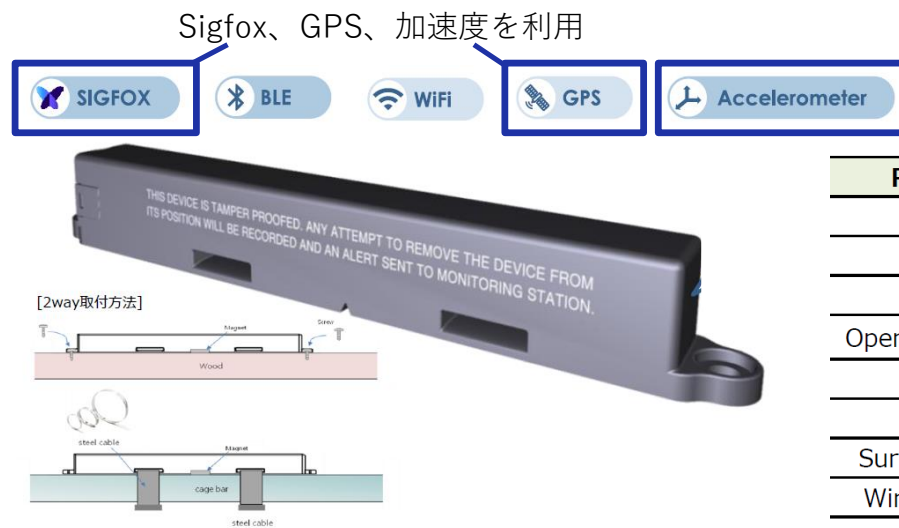 Sigfox、GPS、加速度を利用
SIGFOX
BLE
WiFi
GPS
Accelerometer
THIS DEVICE IS TAMPER PROOFED. ANY ATTEMPT TO REMOVE THE DEVICE FROM
ITS POSITION WILL BE RECORDED AND AN ALERT SENT TO MONITORING STATION.
[2way取付方法]
Magnet
Screw
Wood
steel cable
Magnet
cage bar
steel cable
Oper
Sur
Wir